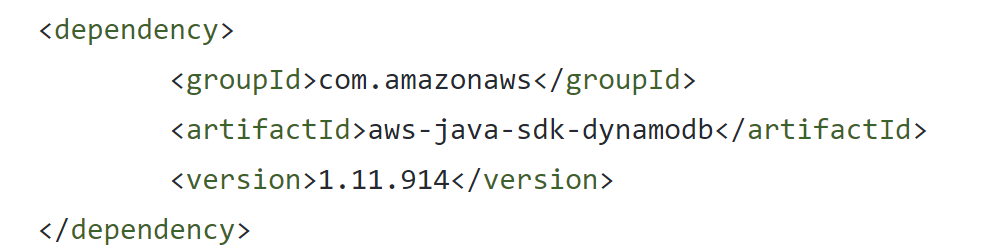 <dependency>
<groupId>com.amazonaws</groupId>
<artifactId>aws-java-sdk-dynamodb</artifactId>
<version>1.11.914</version>
</dependency>